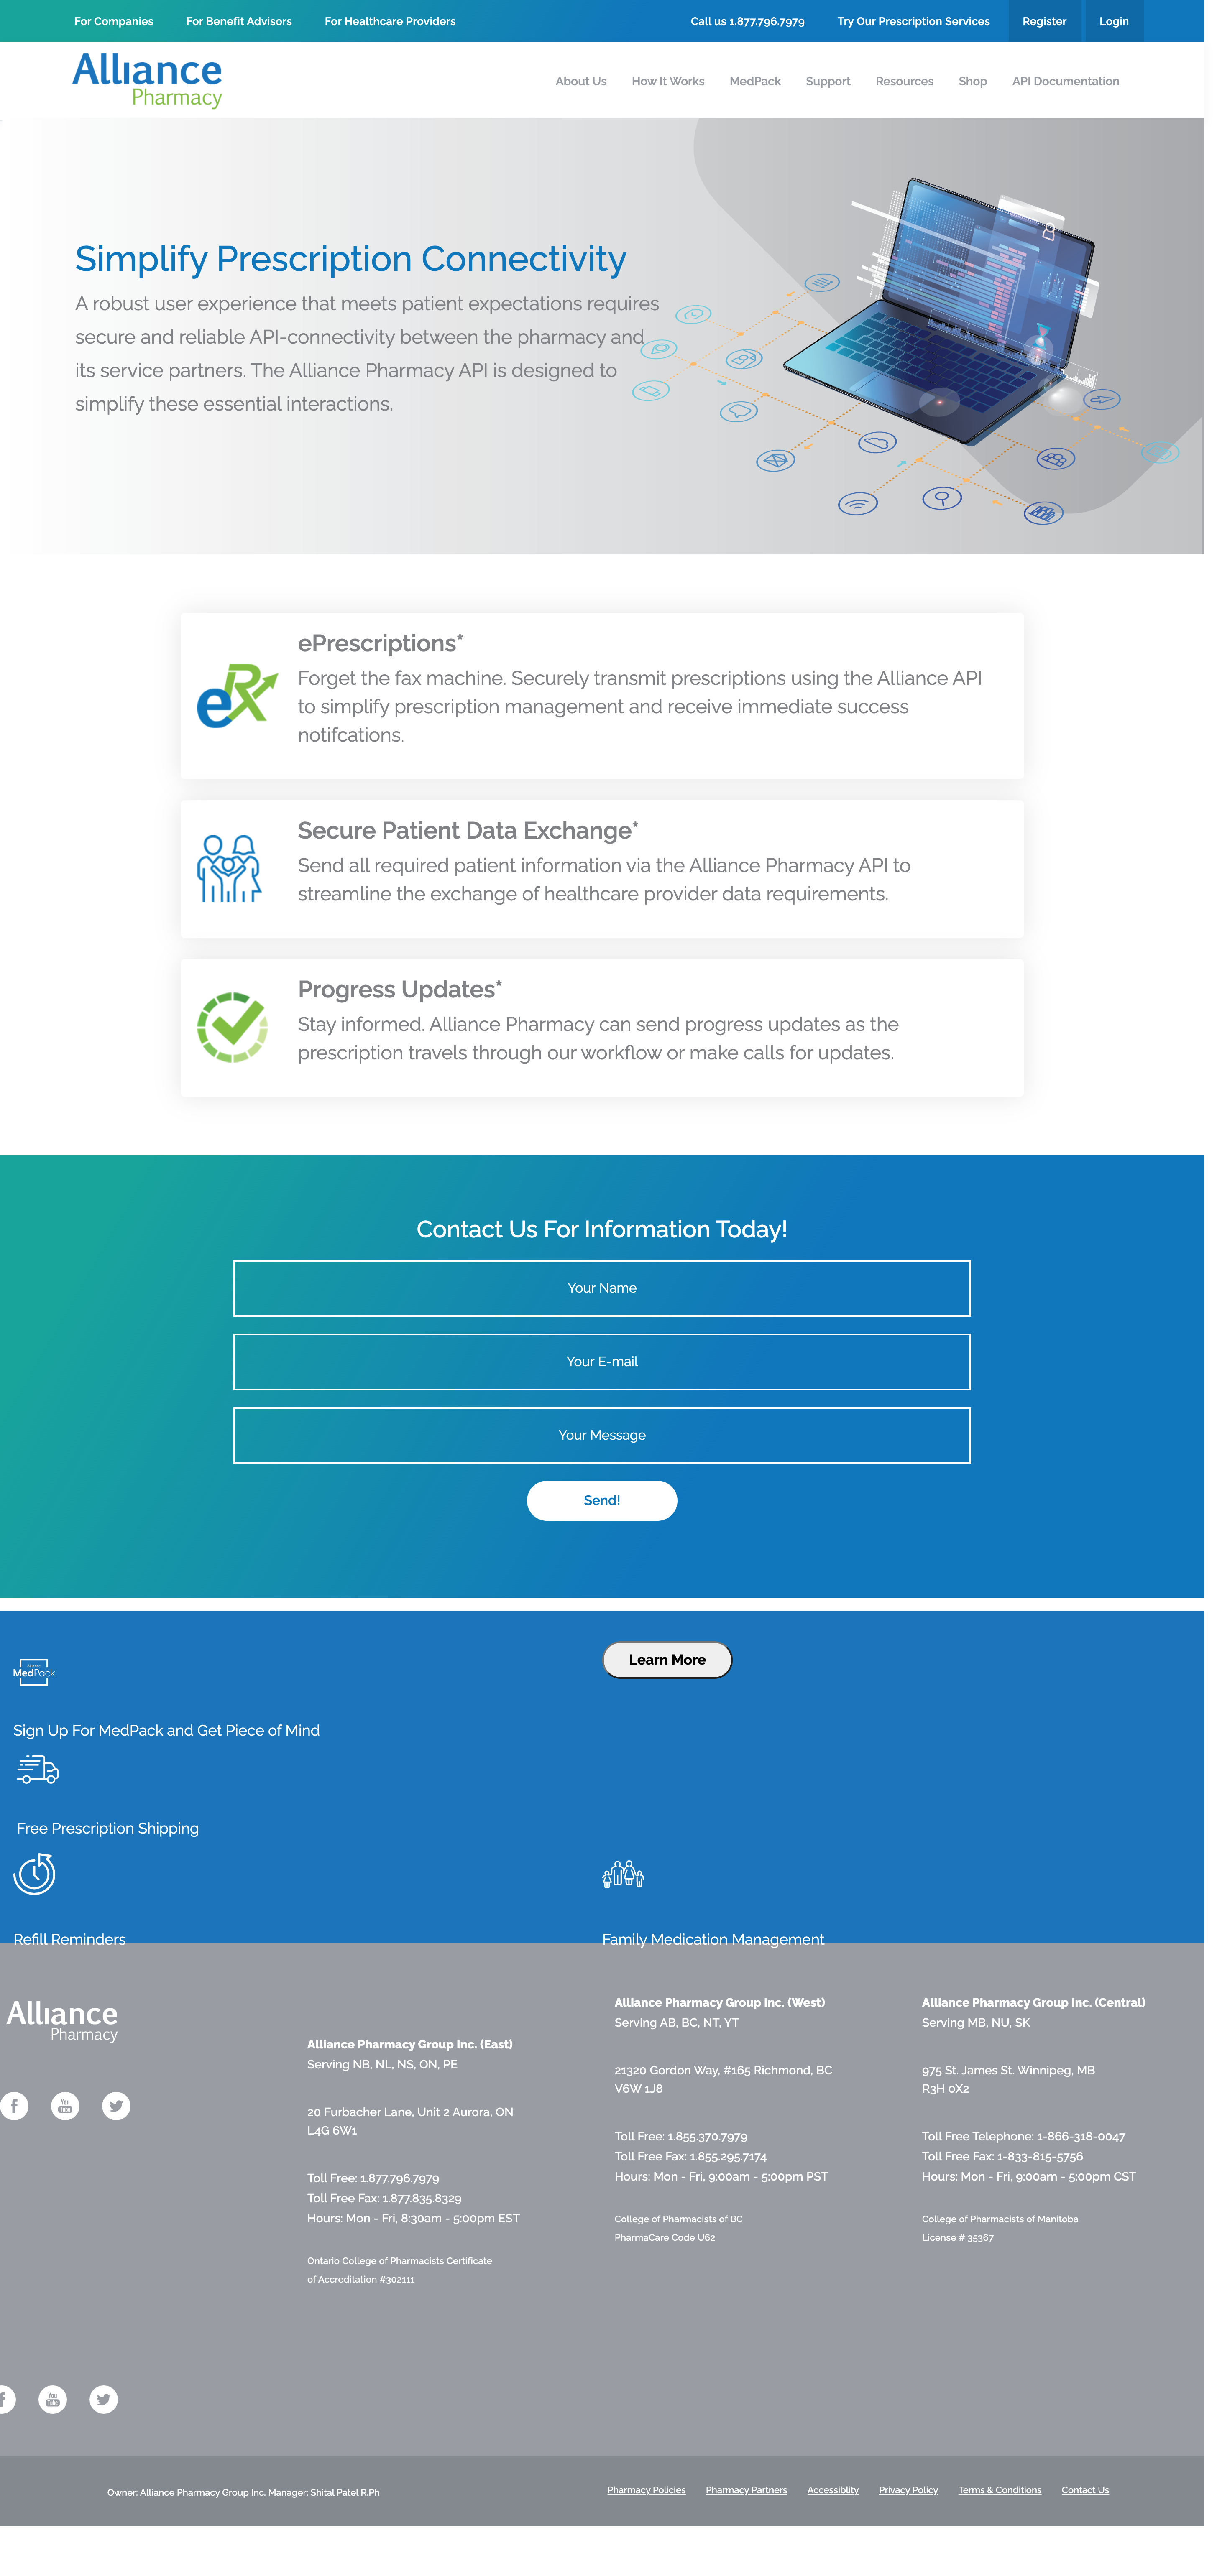 For Companies For Benefit Advisors For Healthcare Providers Call us 1.877.796.7979 Try Our Prescription Services Register Login
Alliance
Pharmacy
About Us How It Works MedPack Support Resources Shop API Documentation
Simplify Prescription Connectivity
A robust user experience that meets patient expectations requires
secure and reliable API-connectivity between the pharmacy and
its service partners. The Alliance Pharmacy API is designed to
simplify these essential interactions.
eRx
ePrescriptions*
Forget the fax machine. Securely transmit prescriptions using the Alliance API
to simplify prescription management and receive immediate success
notifcations.
Secure Patient Data Exchange*
Send all required patient information via the Alliance Pharmacy API to
streamline the exchange of healthcare provider data requirements.
Progress Updates*
Stay informed. Alliance Pharmacy can send progress updates as the
prescription travels through our workflow or make calls for updates.
Contact Us For Information Today!
Your Name
Your E-mail
Your Message
Send!
Alliance
MedPack
Learn More
Sign Up For MedPack and Get Piece of Mind
Free Prescription Shipping
Refill Reminders
Family Medication Management
Alliance
Pharmacy
You
Tube
Alliance Pharmacy Group Inc. (East)
Serving NB, NL, NS, ON, PE
20 Furbacher Lane, Unit 2 Aurora, ON
L4G 6W1
Toll Free: 1.877.796.7979
Toll Free Fax: 1.877.835.8329
Hours: Mon - Fri, 8:30am - 5:00pm EST
Ontario College of Pharmacists Certificate
of Accreditation #302111
Alliance Pharmacy Group Inc. (West)
Serving AB, BC, NT, YT
21320 Gordon Way, #165 Richmond, BC
V6W 1J8
Toll Free: 1.855.370.7979
Toll Free Fax: 1.855.295.7174
Hours: Mon - Fri, 9:00am - 5:00pm PST
College of Pharmacists of BC
PharmaCare Code U62
Alliance Pharmacy Group Inc. (Central)
Serving MB, NU, SK
975 St. James St. Winnipeg, MB
R3H 0X2
Toll Free Telephone: 1-866-318-0047
Toll Free Fax: 1-833-815-5756
Hours: Mon - Fri, 9:00am - 5:00pm CST
College of Pharmacists of Manitoba
License # 35367
You
Tube
Owner: Alliance Pharmacy Group Inc. Manager: Shital Patel R.Ph
Pharmacy Policies Pharmacy Partners Accessiblity Privacy Policy Terms & Conditions Contact Us